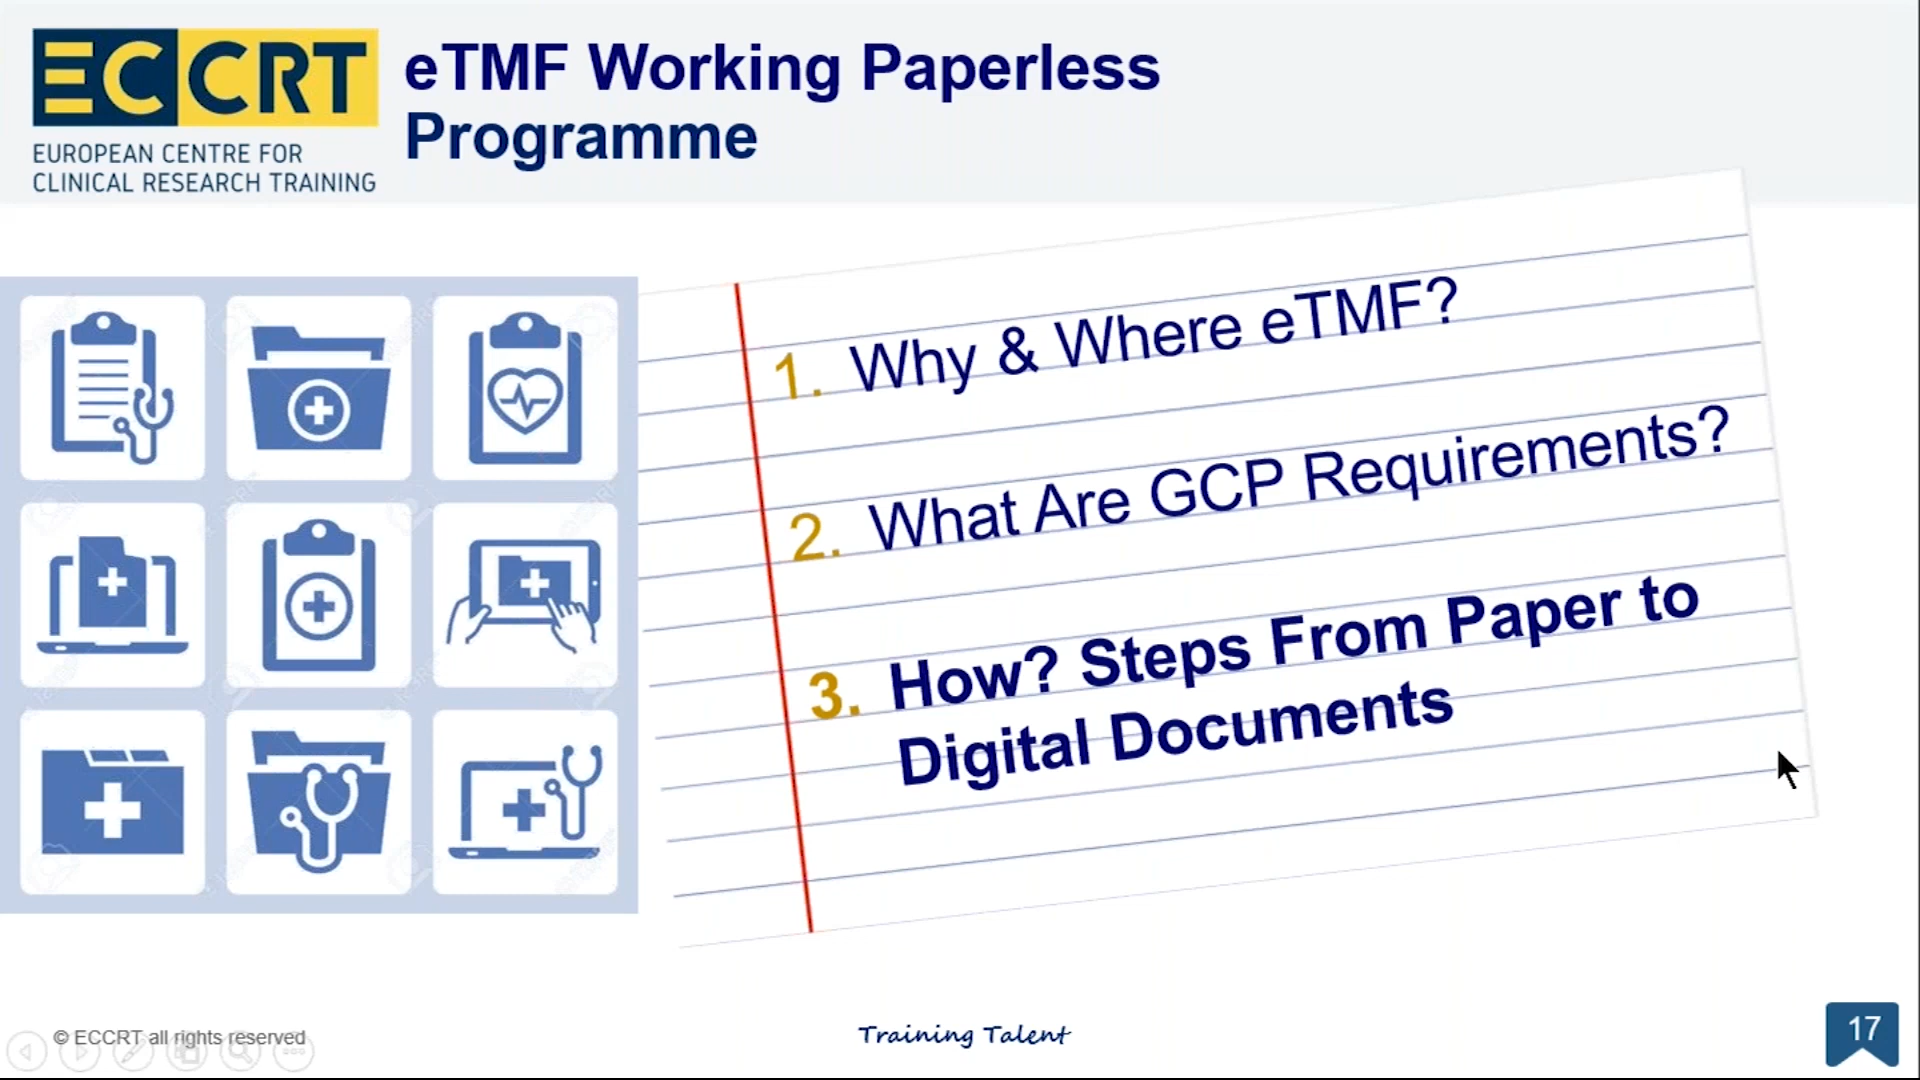 ECCRT
EUROPEAN CENTRE FOR
CLINICAL RESEARCH TRAINING
eTMF Working Paperless
Programme
1. Why & Where eTMF?
2. What Are GCP Requirements?
3. How? Steps From Paper to
Digital Documents
© ECCRT all rights reserved
Training Talent
17